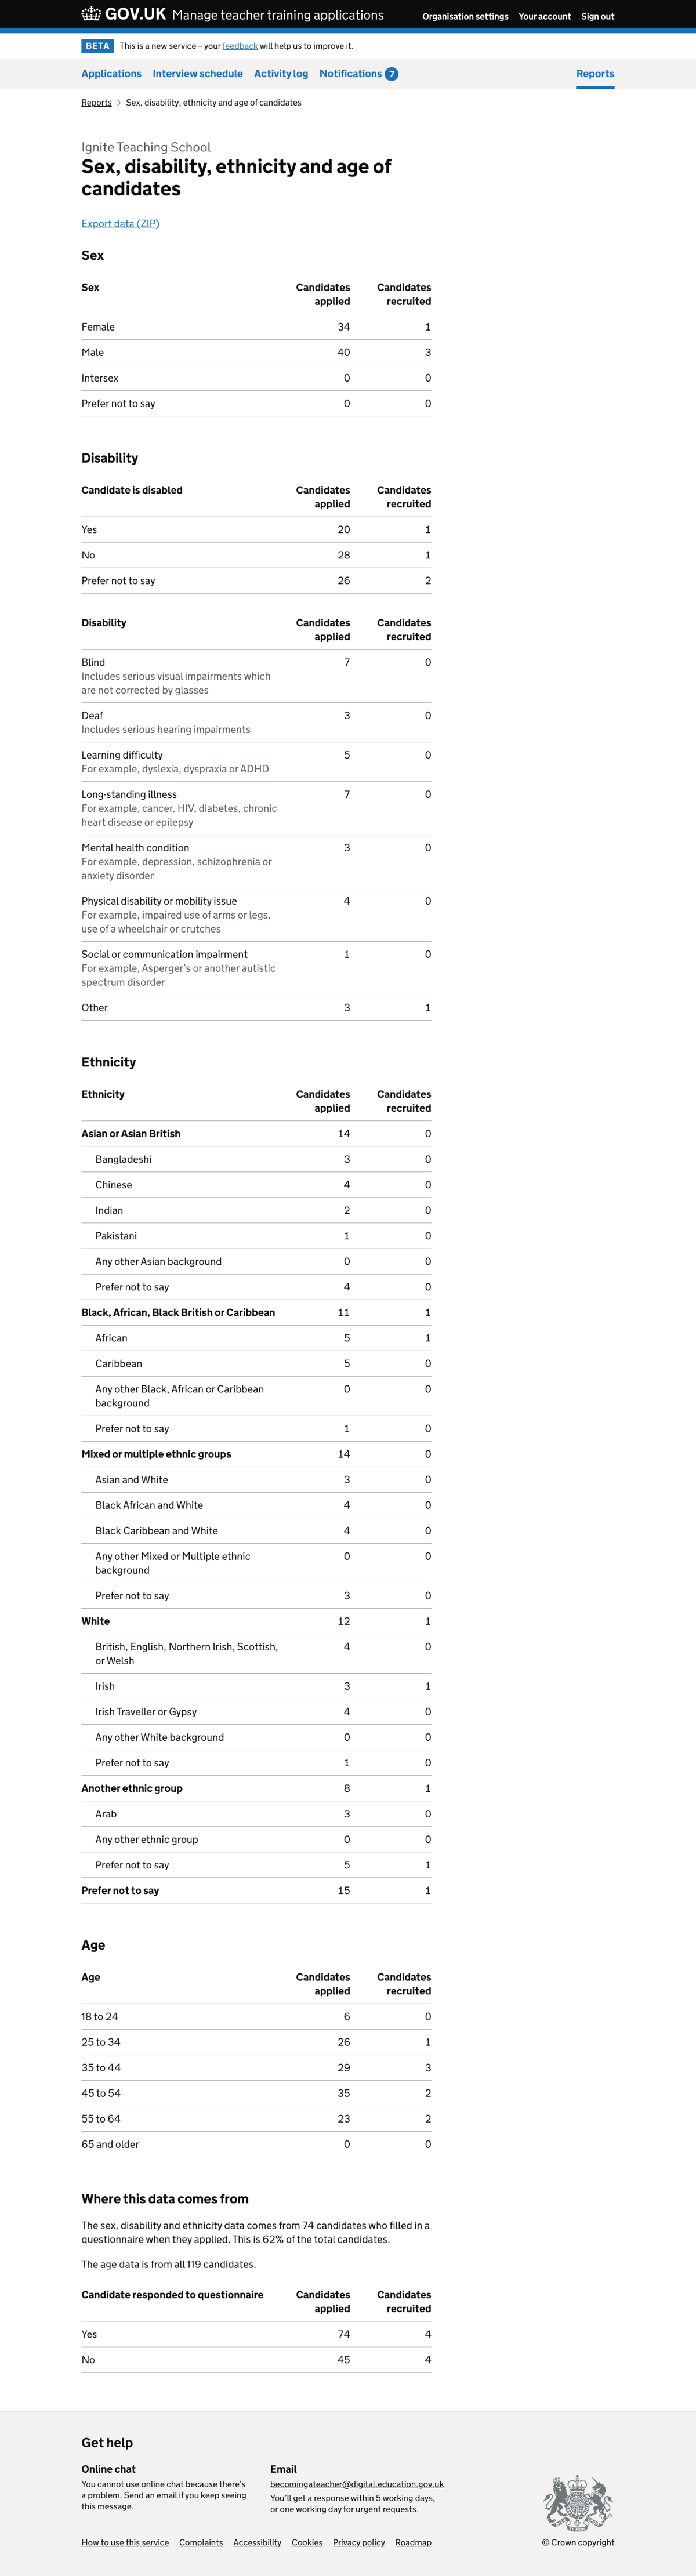 GOV.UK Manage teacher training applications
Organisation settings Your account Sign out
BETA This is a new service – your feedback will help us to improve it.
Applications Interview schedule Activity log Notifications 7 Reports
Reports Sex, disability, ethnicity and age of candidates
Ignite Teaching School
Sex, disability, ethnicity and age of
candidates
Export data (ZIP)
Sex
Sex Candidates applied Candidates recruited
Female 34 1
Male 40 3
Intersex 0 0
Prefer not to say 0 0
Disability
Candidate is disabled Candidates applied Candidates recruited
Yes 20 1
No 28 1
Prefer not to say 26 2
Disability Candidates applied Candidates recruited
Blind 7 0
Includes serious visual impairments which
are not corrected by glasses
Deaf 3 0
Includes serious hearing impairments
Learning difficulty 5 0
For example, dyslexia, dyspraxia or ADHD
Long-standing illness 7 0
For example, cancer, HIV, diabetes, chronic
heart disease or epilepsy
Mental health condition 3 0
For example, depression, schizophrenia or
anxiety disorder
Physical disability or mobility issue 4 0
For example, impaired use of arms or legs,
use of a wheelchair or crutches
Social or communication impairment 1 0
For example, Asperger’s or another autistic
spectrum disorder
Other 3 1
Ethnicity
Ethnicity Candidates applied Candidates recruited
Asian or Asian British 14 0
Bangladeshi 3 0
Chinese 4 0
Indian 2 0
Pakistani 1 0
Any other Asian background 0 0
Prefer not to say 4 0
Black, African, Black British or Caribbean 11 1
African 5 1
Caribbean 5 0
Any other Black, African or Caribbean 0 0
background
Prefer not to say 1 0
Mixed or multiple ethnic groups 14 0
Asian and White 3 0
Black African and White 4 0
Black Caribbean and White 4 0
Any other Mixed or Multiple ethnic 0 0
background
Prefer not to say 3 0
White 12 1
British, English, Northern Irish, Scottish, 4 0
or Welsh
Irish 3 1
Irish Traveller or Gypsy 4 0
Any other White background 0 0
Prefer not to say 1 0
Another ethnic group 8 1
Arab 3 0
Any other ethnic group 0 0
Prefer not to say 5 1
Prefer not to say 15 1
Age
Age Candidates applied Candidates recruited
18 to 24 6 0
25 to 34 26 1
35 to 44 29 3
45 to 54 35 2
55 to 64 23 2
65 and older 0 0
Where this data comes from
The sex, disability and ethnicity data comes from 74 candidates who filled in a
questionnaire when they applied. This is 62% of the total candidates.
The age data is from all 119 candidates.
Candidate responded to questionnaire Candidates applied Candidates recruited
Yes 74 4
No 45 4
Get help
Online chat
You cannot use online chat because there’s
a problem. Send an email if you keep seeing
this message.
Email
becomingateacher@digital.education.gov.uk
You’ll get a response within 5 working days,
or one working day for urgent requests.
How to use this service Complaints Accessibility Cookies Privacy policy Roadmap
© Crown copyright